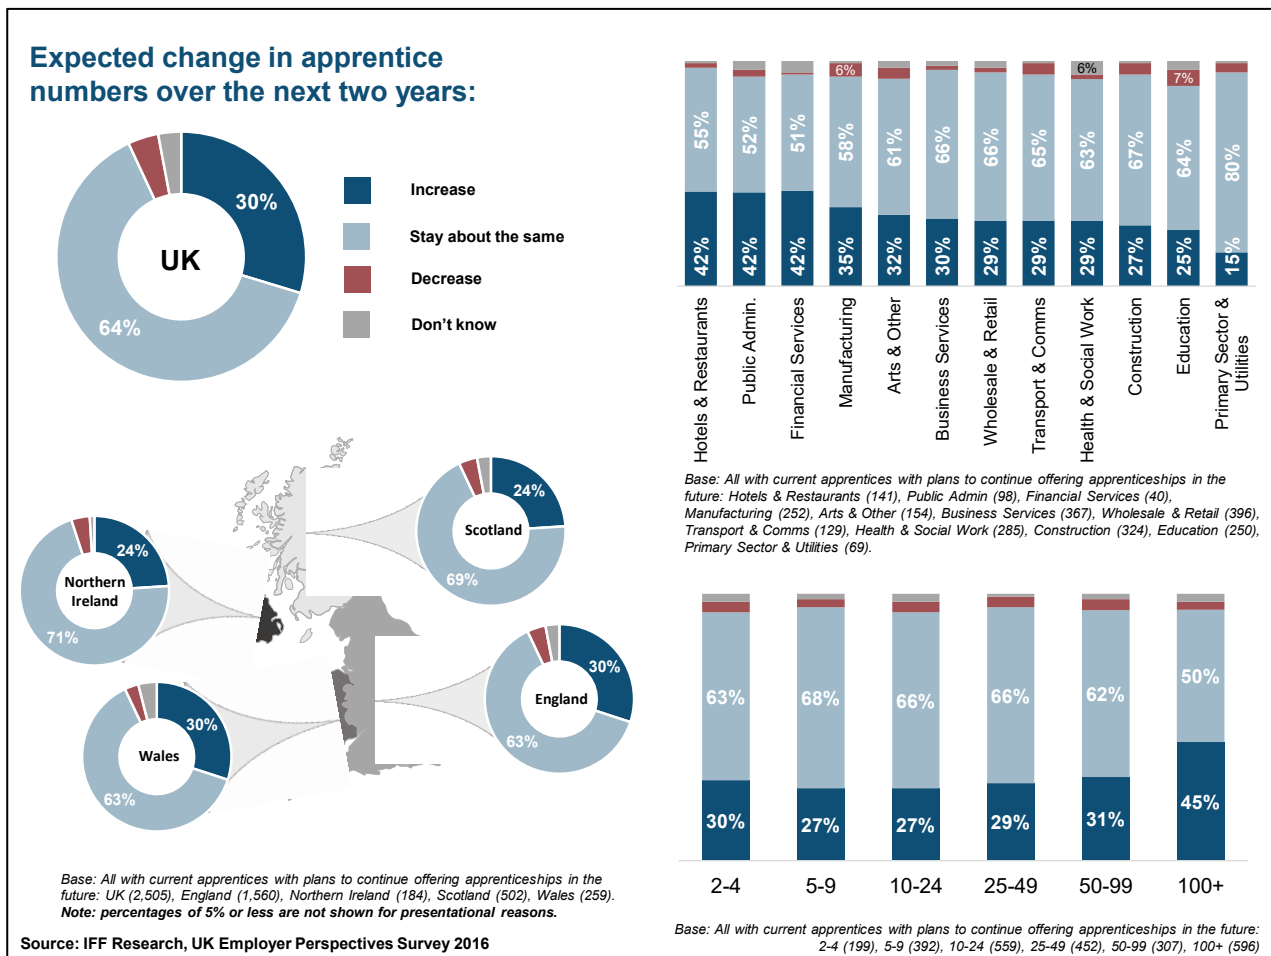 Expected change in apprentice
numbers over the next two years:
30%
64%
UK
Increase
Stay about the same
Decrease
Don't know
24%
69%
Scotland
24%
71%
Northern
Ireland
30%
63%
England
30%
63%
Wales
Base: All with current apprentices with plans to continue offering apprenticeships in the
future: UK (2,505), England (1,560), Northern Ireland (184), Scotland (502), Wales (259).
Note: percentages of 5% or less are not shown for presentational reasons.
Source: IFF Research, UK Employer Perspectives Survey 2016
6%
6%
7%
55%
52%
51%
58%
61%
66%
66%
65%
63%
67%
64%
80%
42%
42%
42%
35%
32%
30%
29%
29%
29%
27%
25%
15%
Hotels & Restaurants
Public Admin.
Financial Services
Manufacturing
Arts & Other
Business Services
Wholesale & Retail
Transport & Comms
Health & Social Work
Construction
Education
Primary Sector &
Utilities
Base: All with current apprentices with plans to continue offering apprenticeships in the
future: Hotels & Restaurants (141), Public Admin (98), Financial Services (40),
Manufacturing (252), Arts & Other (154), Business Services (367), Wholesale & Retail (396),
Transport & Comms (129), Health & Social Work (285), Construction (324), Education (250),
Primary Sector & Utilities (69).
63%
68%
66%
66%
62%
50%
30%
27%
27%
29%
31%
45%
2-4
5-9
10-24
25-49
50-99
100+
Base: All with current apprentices with plans to continue offering apprenticeships in the future:
2-4 (199), 5-9 (392), 10-24 (559), 25-49 (452), 50-99 (307), 100+ (596)